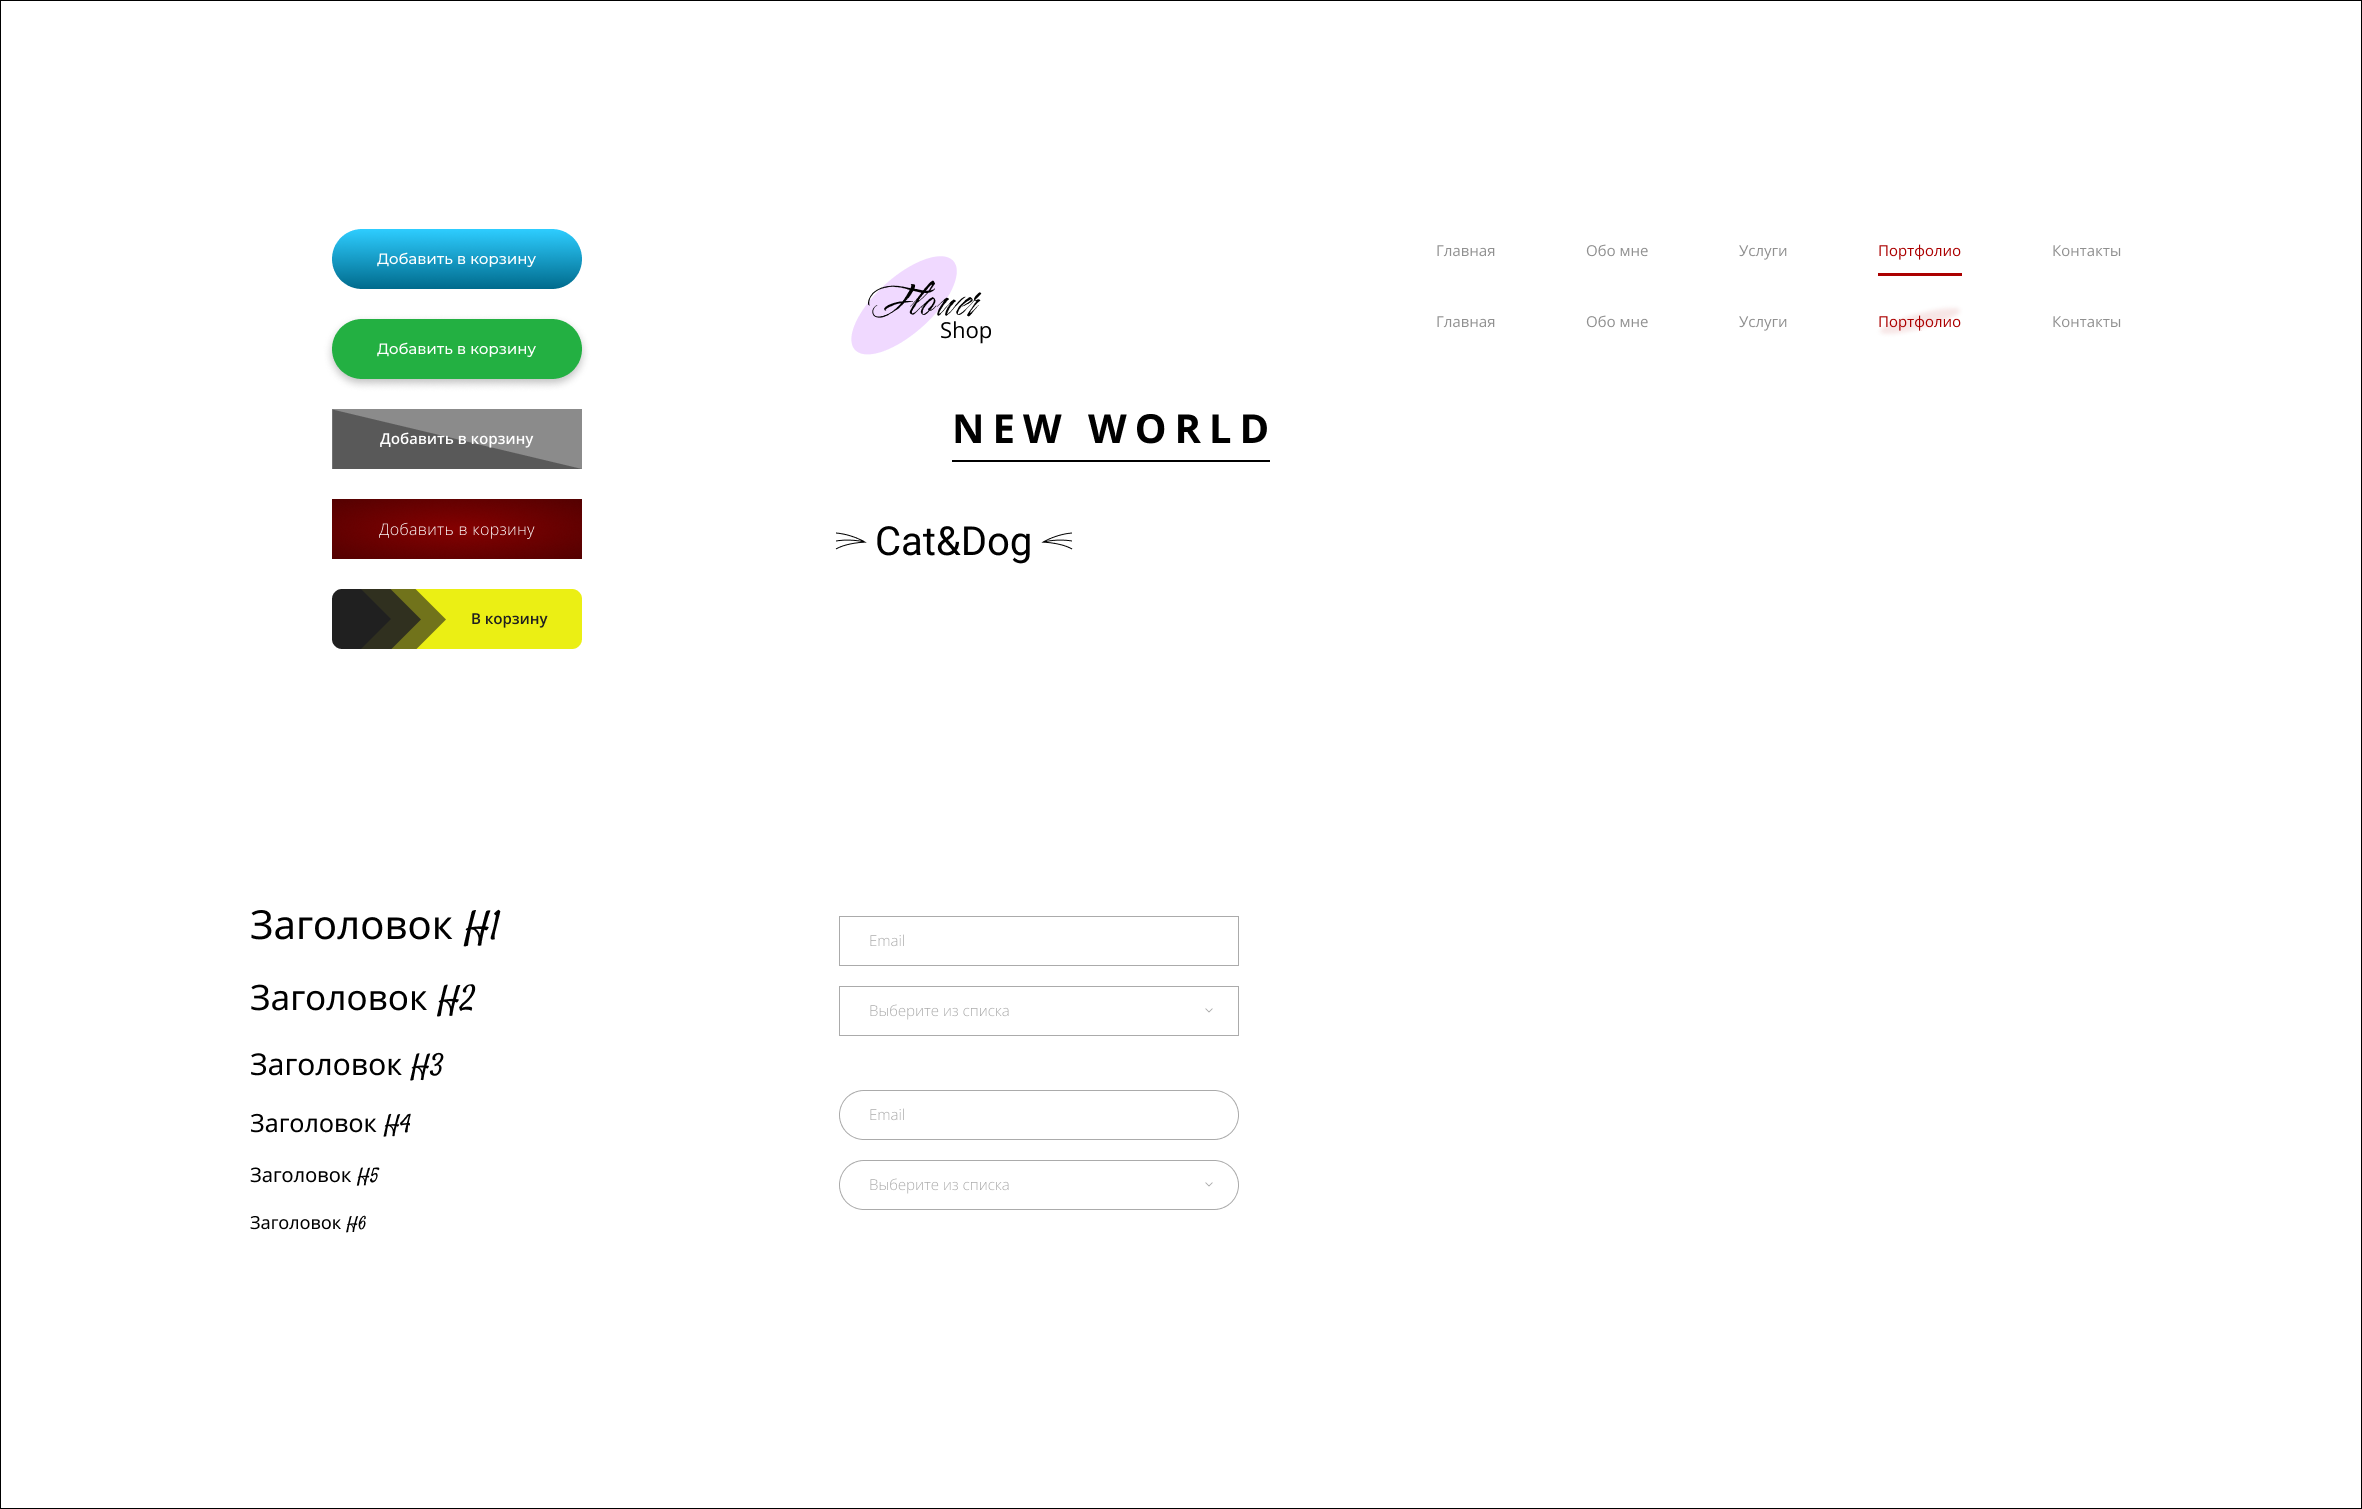 Добавить в корзину
Добавить в корзину
Добавить в корзину
Добавить в корзину
В корзину
Flower
Shop
NEW WORLD
Cat&Dog
Главная Обо мне Услуги Портфолио Контакты
Главная Обо мне Услуги Портфолио Контакты
Заголовок H1
Заголовок H2
Заголовок H3
Заголовок H4
Заголовок H5
Заголовок H6
Email
Выберите из списка
Email
Выберите из списка